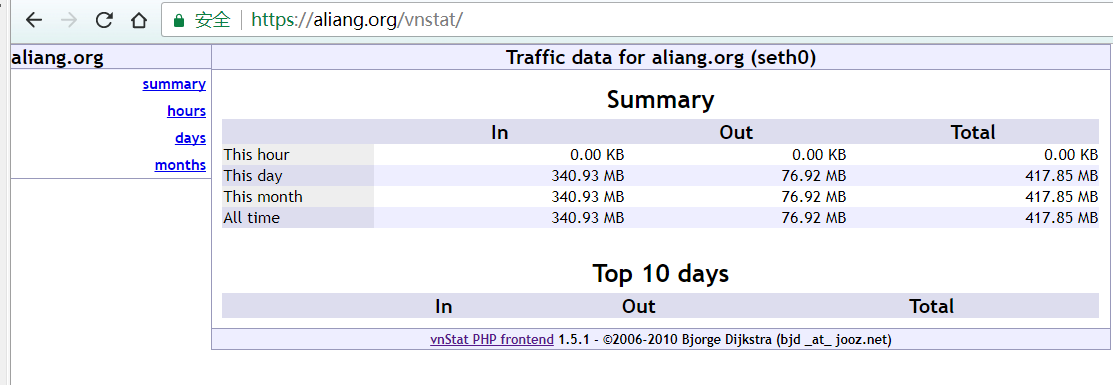 安全 https://aliang.org/vnstat/
aliang.org
summary
hours
days
months
Traffic data for aliang.org (seth0)
Summary
In Out Total
This hour 0.00 KB 0.00 KB 0.00 KB
This day 340.93 MB 76.92 MB 417.85 MB
This month 340.93 MB 76.92 MB 417.85 MB
All time 340.93 MB 76.92 MB 417.85 MB
Top 10 days
In Out Total
vnStat PHP frontend 1.5.1 - ©2006-2010 Bjorge Dijkstra (bjd _at_ jooz.net)